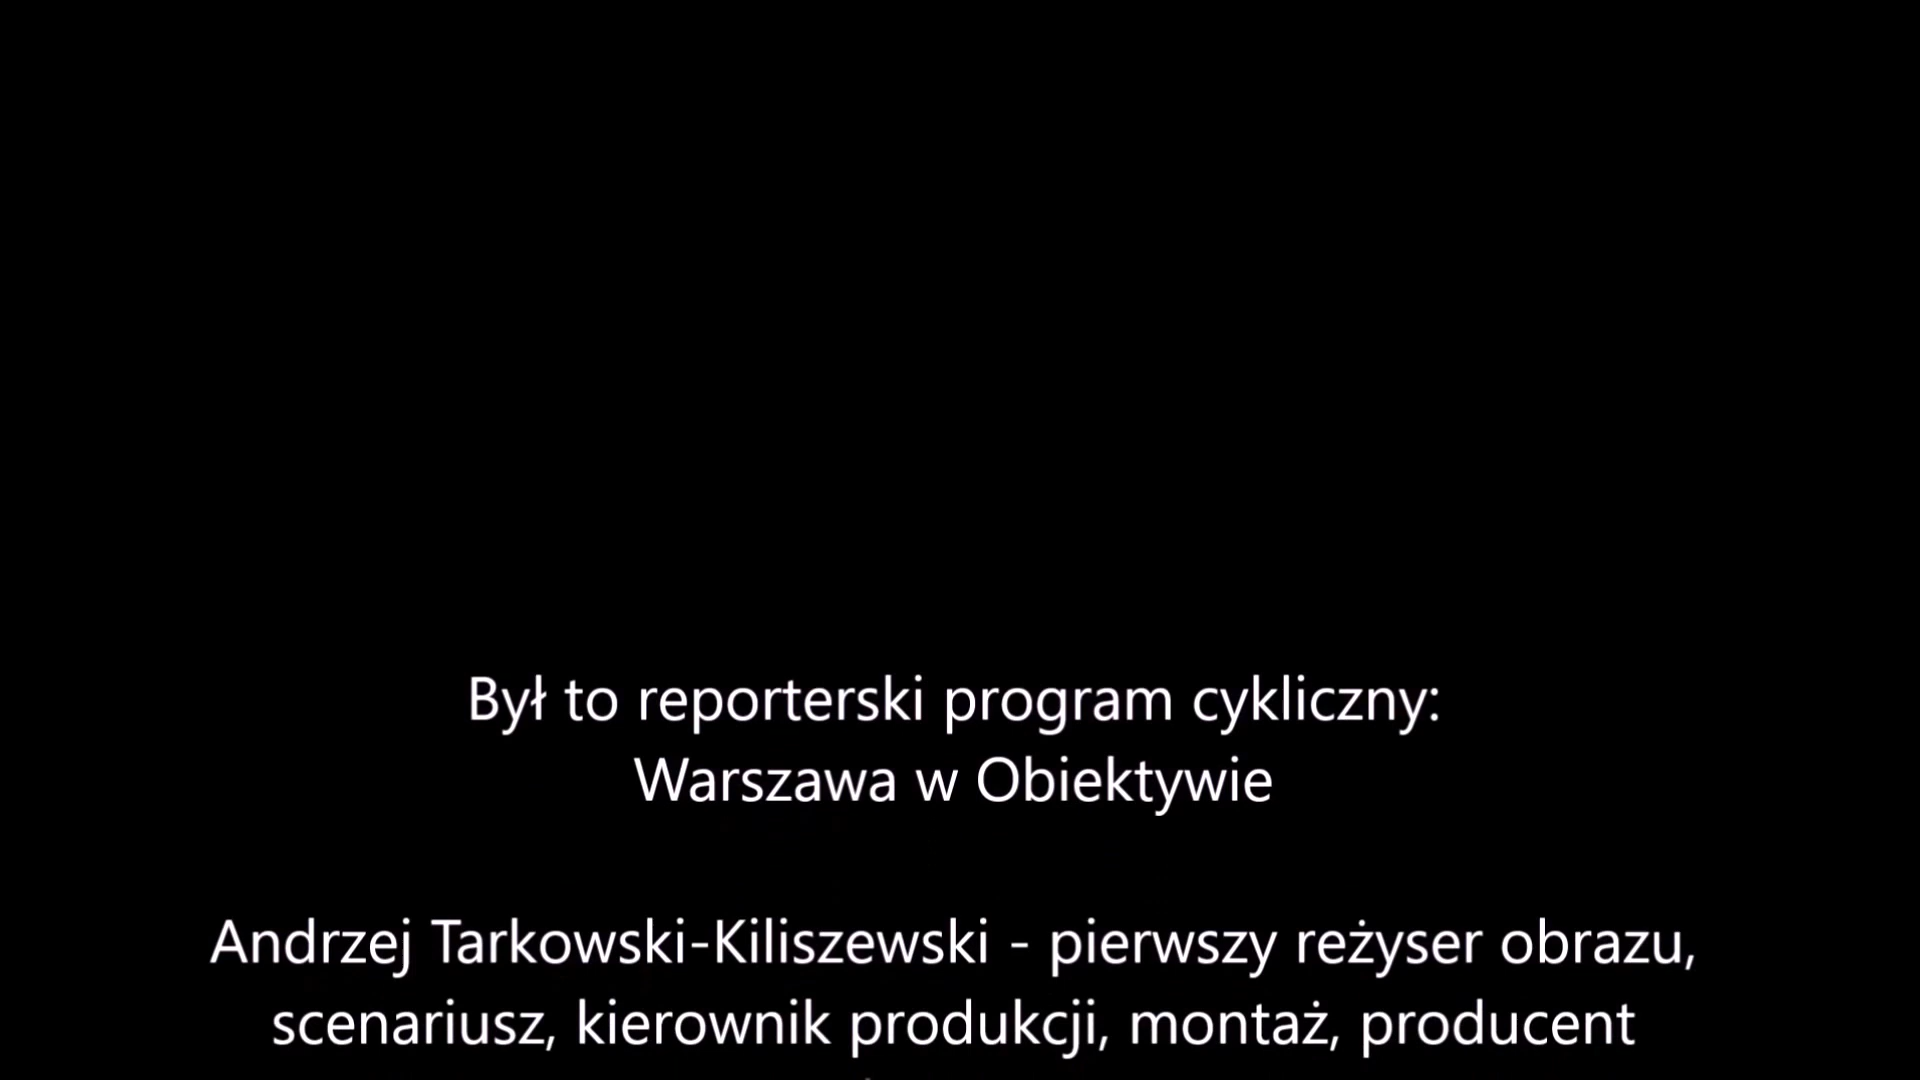 Był to reporterski program cykliczny:
Warszawa w Obiektywie
Andrzej Tarkowski-Kiliszewski - pierwszy reżyser obrazu,
scenariusz, kierownik produkcji, montaż, producent